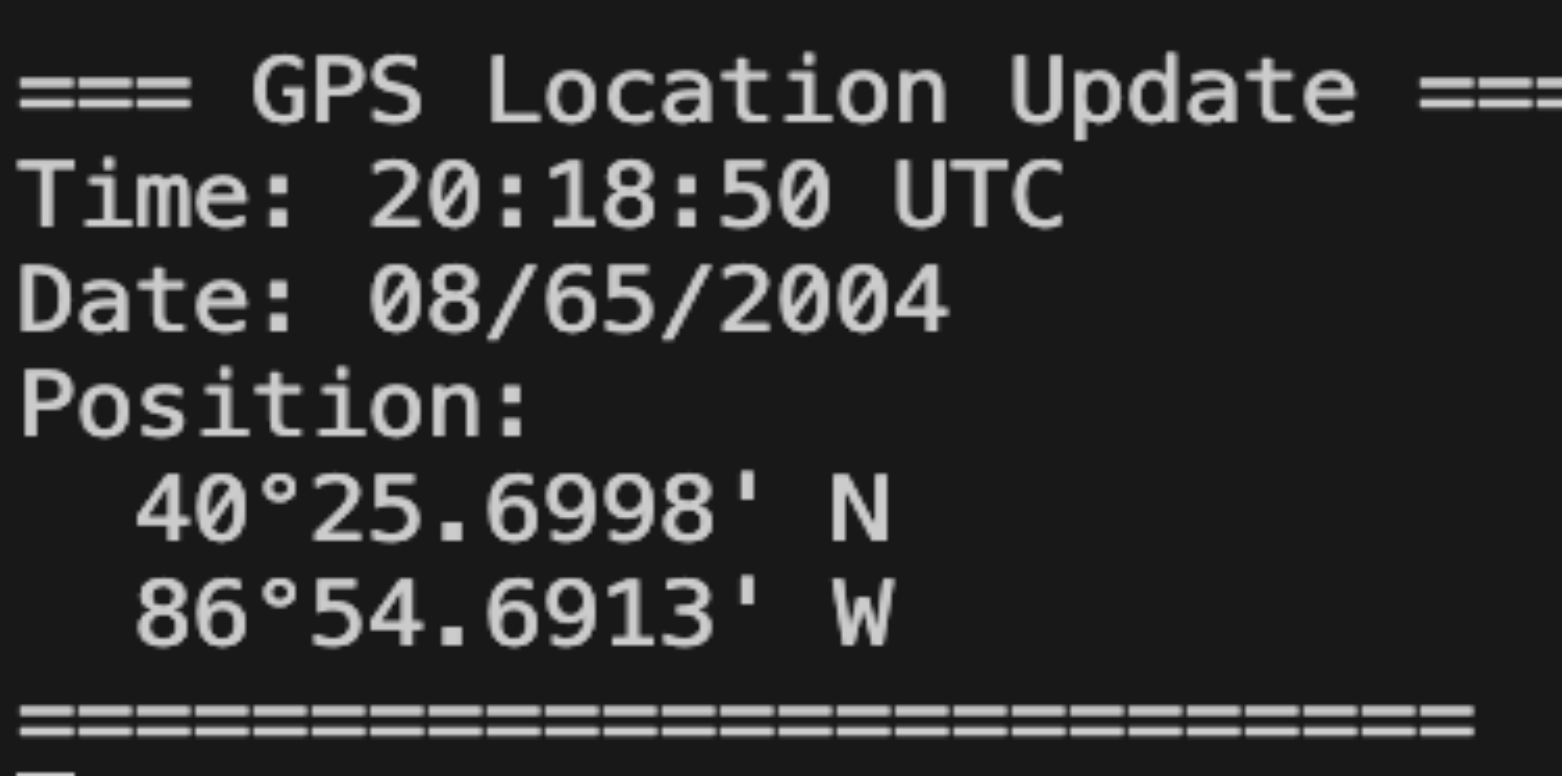 === GPS Location Update ===
Time: 20:18:50 UTC
Date: 08/65/2004
Position:
40°25.6998' N
86°54.6913' W
=========================